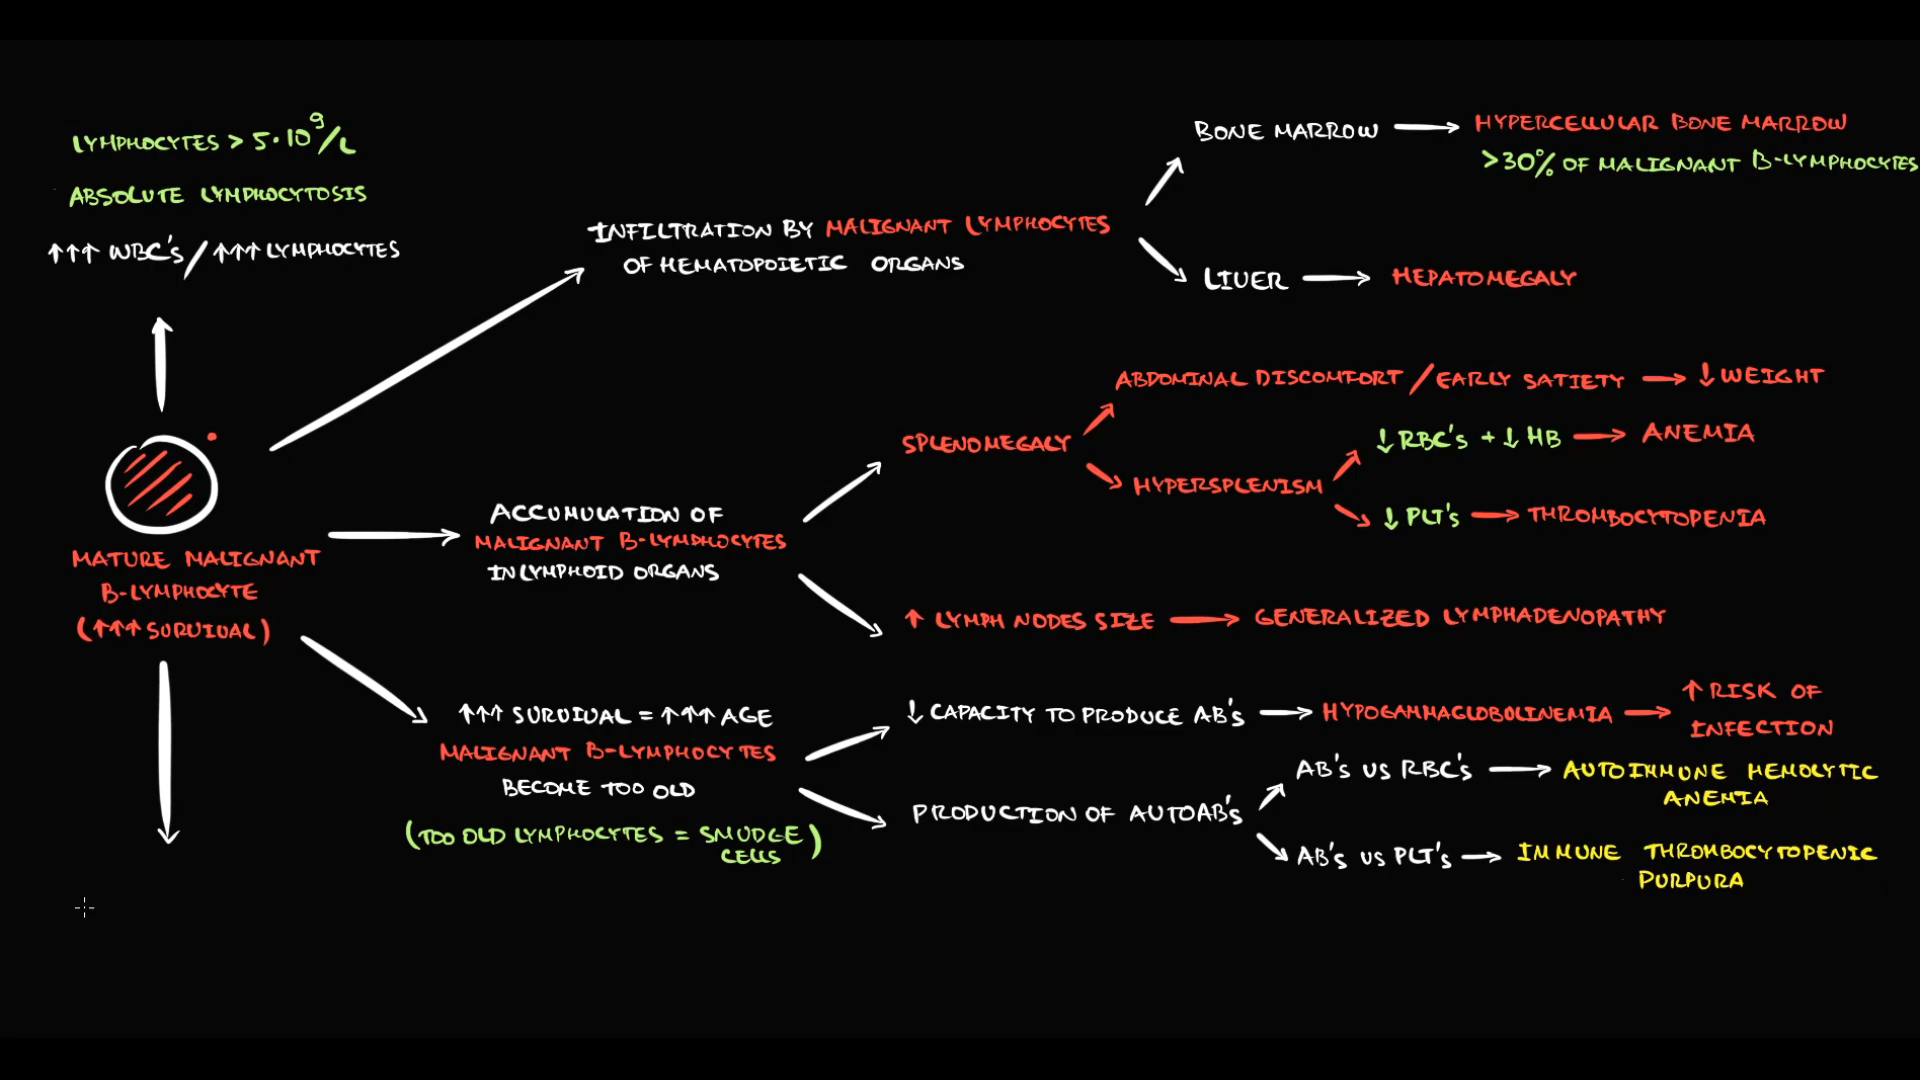 LYMPHOCYTES > 5·10⁹/L
ABSOLUTE LYMPHOCYTOSIS
↑↑↑ WBC's / ↑↑↑ LYMPHOCYTES
MATURE MALIGNANT
B-LYMPHOCYTE
(↑↑↑ SURVIVAL)
INFILTRATION BY MALIGNANT LYMPHOCYTES
OF HEMATOPOIETIC ORGANS
BONE MARROW → HYPERCELLULAR BONE MARROW
>30% OF MALIGNANT B-LYMPHOCYTES
LIVER → HEPATOMEGALY
ACCUMULATION OF
MALIGNANT B-LYMPHOCYTES
IN LYMPHOID ORGANS
SPLENOMEGALY
ABDOMINAL DISCOMFORT / EARLY SATIETY → ↓ WEIGHT
HYPERSPLENISM
↓ RBC's + ↓ HB → ANEMIA
↓ PLT's → THROMBOCYTOPENIA
↑ LYMPH NODES SIZE → GENERALIZED LYMPHADENOPATHY
↑↑↑ SURVIVAL = ↑↑↑ AGE
MALIGNANT B-LYMPHOCYTES
BECOME TOO OLD
(TOO OLD LYMPHOCYTES = SMUDGE
CELLS)
↓ CAPACITY TO PRODUCE AB's → HYPOGAMMAGLOBULINEMIA → ↑ RISK OF
INFECTION
PRODUCTION OF AUTOAB's
AB's VS RBC's → AUTOIMMUNE HEMOLYTIC
ANEMIA
AB's VS PLT's → IMMUNE THROMBOCYTOPENIC
PURPURA